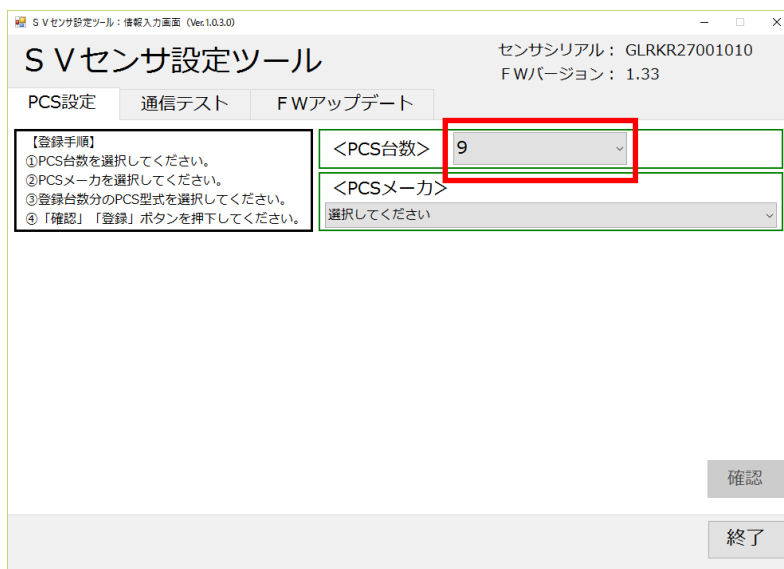 ＳＶセンサ設定ツール：情報入力画面（Ver.1.0.3.0）
ＳＶセンサ設定ツール
センサシリアル： GLRKR27001010
ＦＷバージョン： 1.33
PCS設定 通信テスト ＦＷアップデート
【登録手順】
①PCS台数を選択してください。
②PCSメーカを選択してください。
③登録台数分のPCS型式を選択してください。
④「確認」「登録」ボタンを押下してください。
＜PCS台数＞ 9
＜PCSメーカ＞
選択してください
確認
終了